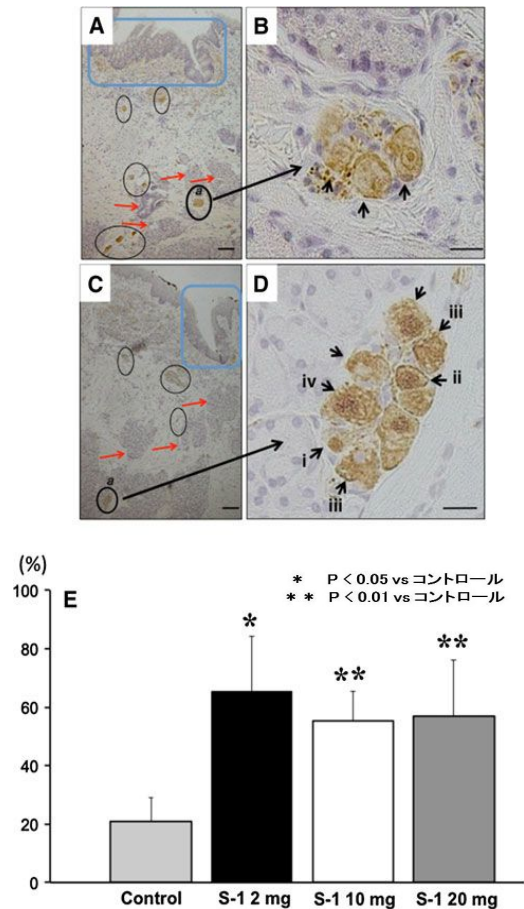 A
B
a
C
D
iii
ii
iv
i
iii
a
(%)
E
* P < 0.05 vs コントロール
** P < 0.01 vs コントロール
100
80
60
40
20
0
*
**
**
Control
S-1 2 mg
S-1 10 mg
S-1 20 mg